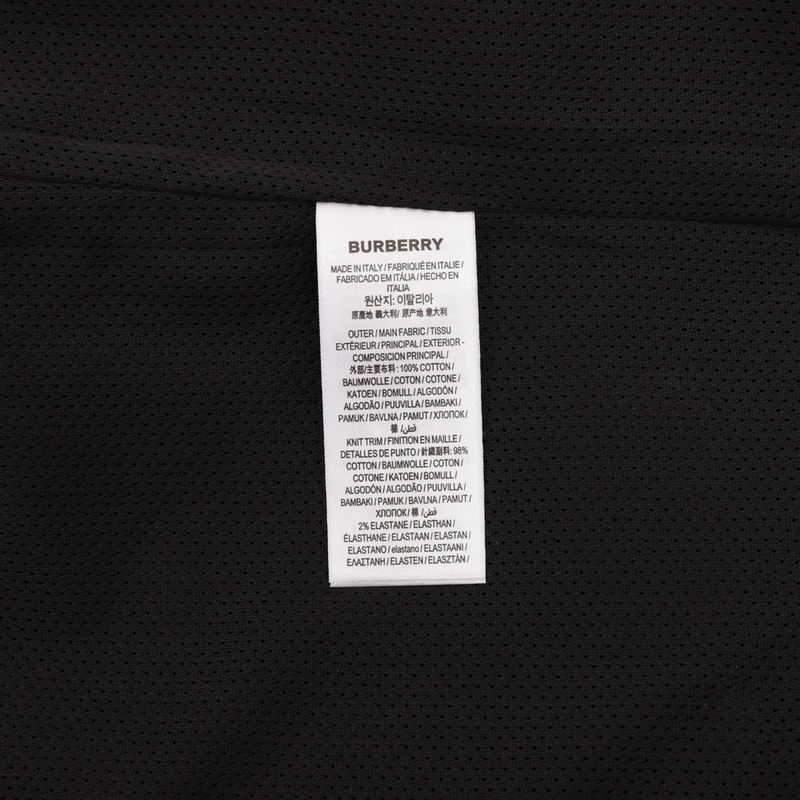 BURBERRY
MADE IN ITALY / FABRIQUÉ EN ITALIE /
FABRICADO EM ITÁLIA / HECHO EN
ITALIA
원산지: 이탈리아
原產地 義大利/ 原产地 意大利
OUTER / MAIN FABRIC / TISSU
EXTÉRIEUR / PRINCIPAL / EXTERIOR -
COMPOSICION PRINCIPAL /
外部/主要布料: 100% COTTON /
BAUMWOLLE / COTON / COTONE /
KATOEN / BOMULL / ALGODÓN /
ALGODÃO / PUUVILLA / BAMBAKI /
PAMUK / BAVLNA / PAMUT / ХЛОПОК /
棉 / قطن
KNIT TRIM / FINITION EN MAILLE /
DETALLES DE PUNTO / 針織副料: 98%
COTTON / BAUMWOLLE / COTON /
COTONE / KATOEN / BOMULL /
ALGODÓN / ALGODÃO / PUUVILLA /
BAMBAKI / PAMUK / BAVLNA / PAMUT /
ХЛОПОК / 棉 / قطن
2% ELASTANE / ELASTHAN /
ÉLASTHANE / ELASTAAN / ELASTAN /
ELASTANO / elastano / ELASTAANI /
ΕΛΑΣΤΑΝΗ / ELASTEN / ELASZTÁN /